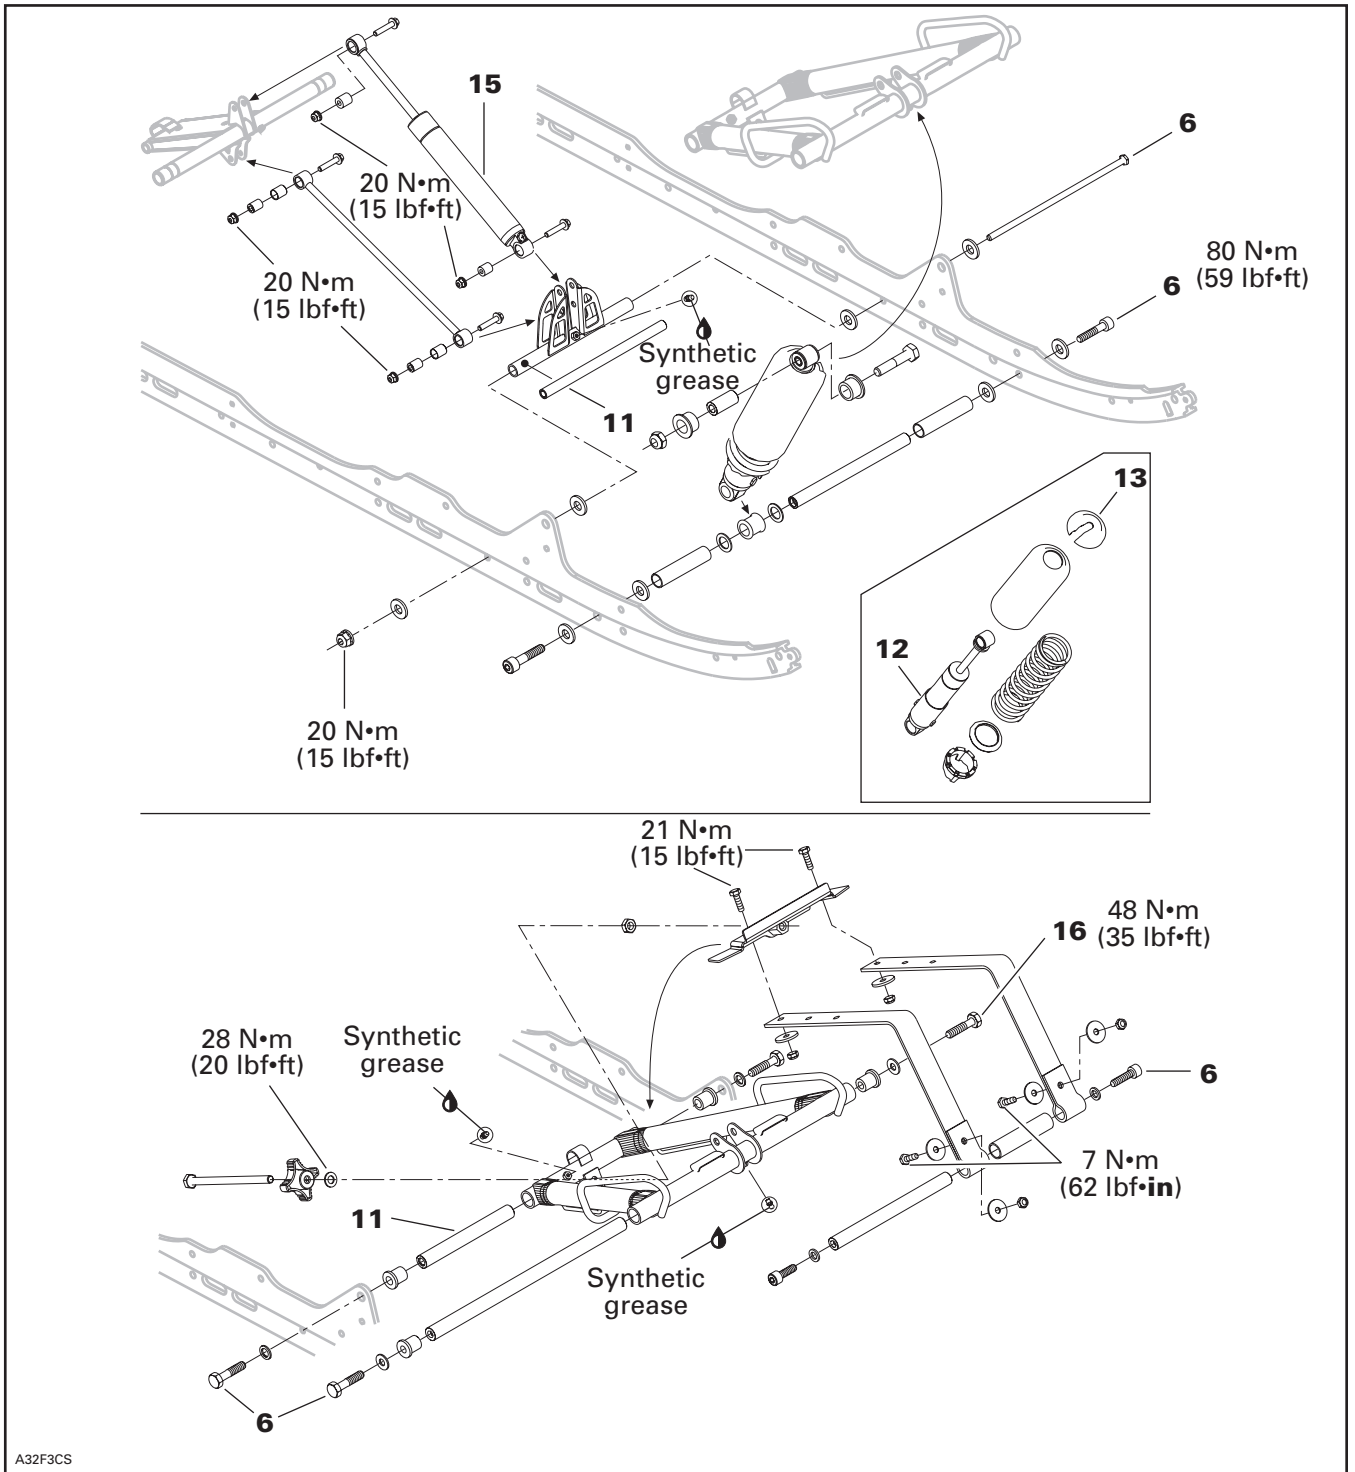 15
6
20 N•m
(15 lbf•ft)
80 N•m
(59 lbf•ft)
6
20 N•m
(15 lbf•ft)
Synthetic
grease
11
13
12
20 N•m
(15 lbf•ft)
21 N•m
(15 lbf•ft)
48 N•m
(35 lbf•ft)
16
28 N•m
(20 lbf•ft)
Synthetic
grease
6
7 N•m
(62 lbf•in)
11
Synthetic
grease
6
A32F3CS